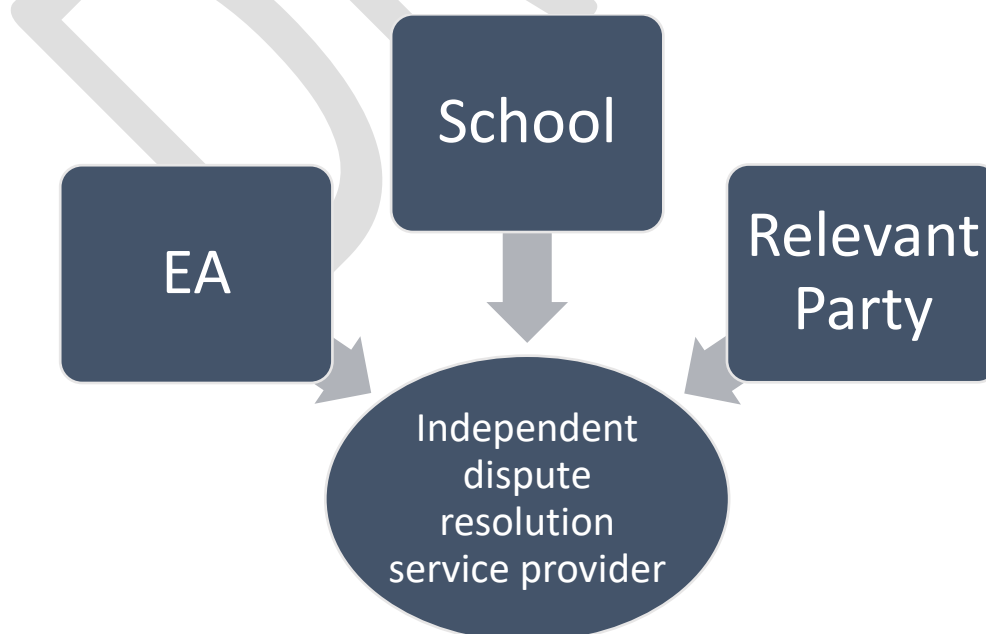 School
EA
Relevant
Party
Independent
dispute
resolution
service provider